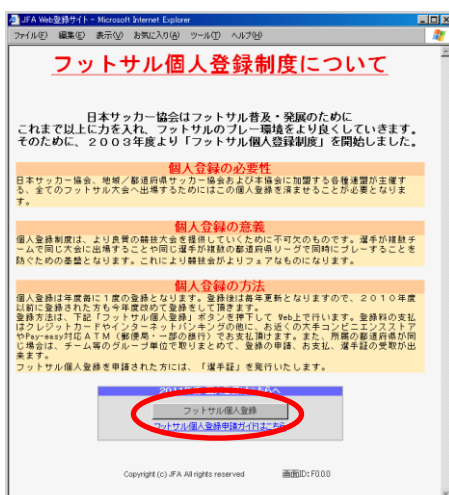 JFA Web登録サイト - Microsoft Internet Explorer
ファイル(F) 編集(E) 表示(V) お気に入り(A) ツール(T) ヘルプ(H)
フットサル個人登録制度について
日本サッカー協会はフットサル普及・発展のために
これまで以上に力を入れ、フットサルのプレー環境をより良くしていきます。
そのために、２００３年度より「フットサル個人登録制度」を開始しました。
個人登録の必要性
日本サッカー協会、地域／都道府県サッカー協会および本協会に加盟する各種連盟が主催す
る、全てのフットサル大会へ出場するためにはこの個人登録を済ませることが必要となりま
す。
個人登録の意義
個人登録制度は、より良質の競技大会を提供していくために不可欠のものです。選手が複数チ
ームで同じ大会に出場することや同じ選手が複数の都道府県リーグで同時にプレーすることを
防ぐための基盤となります。これにより競技会がよりフェアなものになります。
個人登録の方法
個人登録は年度毎に１度の登録となります。登録後は毎年更新となりますので、２０１０年度
以前に登録された方も今年度改めて登録をして頂きます。
登録方法は、下記「フットサル個人登録」ボタンを押下して Web上で行います。登録料の支払
はクレジットカードやインターネットバンキングの他に、お近くの大手コンビニエンスストア
やPay-easy対応ＡＴＭ（郵便局・一部の銀行）でお支払頂けます。また、所属の都道府県が同
じ場合は、チーム等のグループ単位で取りまとめて、登録の申請、お支払、選手証の受取が出
来ます。
フットサル個人登録を申請された方には、「選手証」を発行いたします。
フットサル個人登録
フットサル個人登録申請ガイドはこちら
Copyright (c) JFA All rights reserved 画面ID: F0.0.0